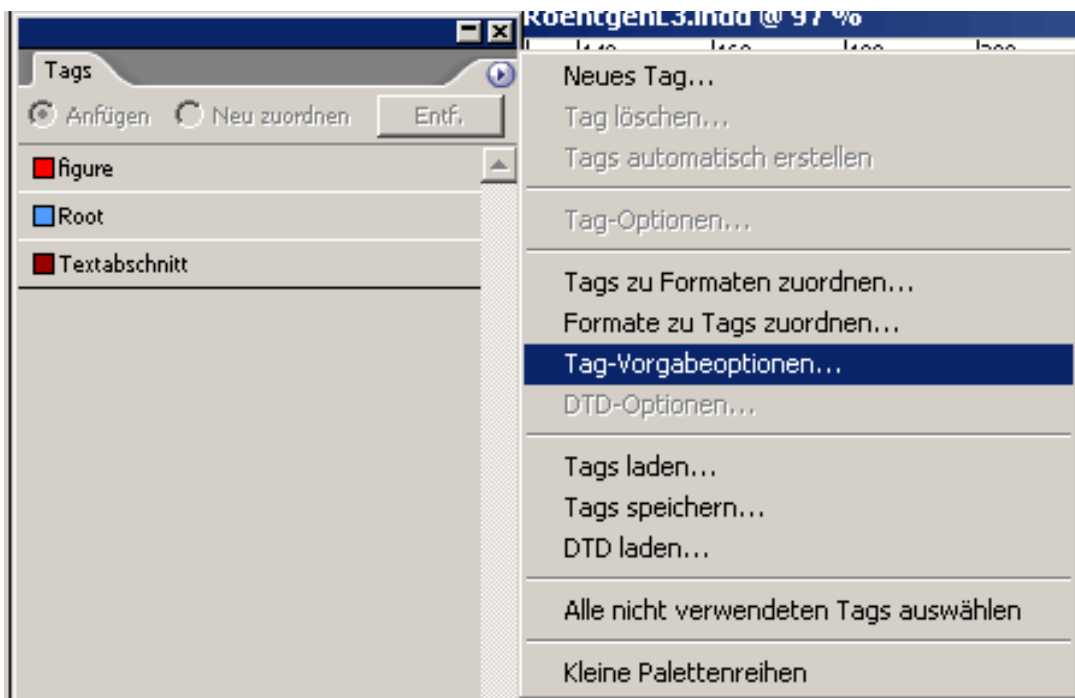 RoentgenL3.indd @ 97 %
Tags
Anfügen Neu zuordnen Entf.
figure
Root
Textabschnitt
Neues Tag...
Tag löschen...
Tags automatisch erstellen
Tag-Optionen...
Tags zu Formaten zuordnen...
Formate zu Tags zuordnen...
Tag-Vorgabeoptionen...
DTD-Optionen...
Tags laden...
Tags speichern...
DTD laden...
Alle nicht verwendeten Tags auswählen
Kleine Palettenreihen